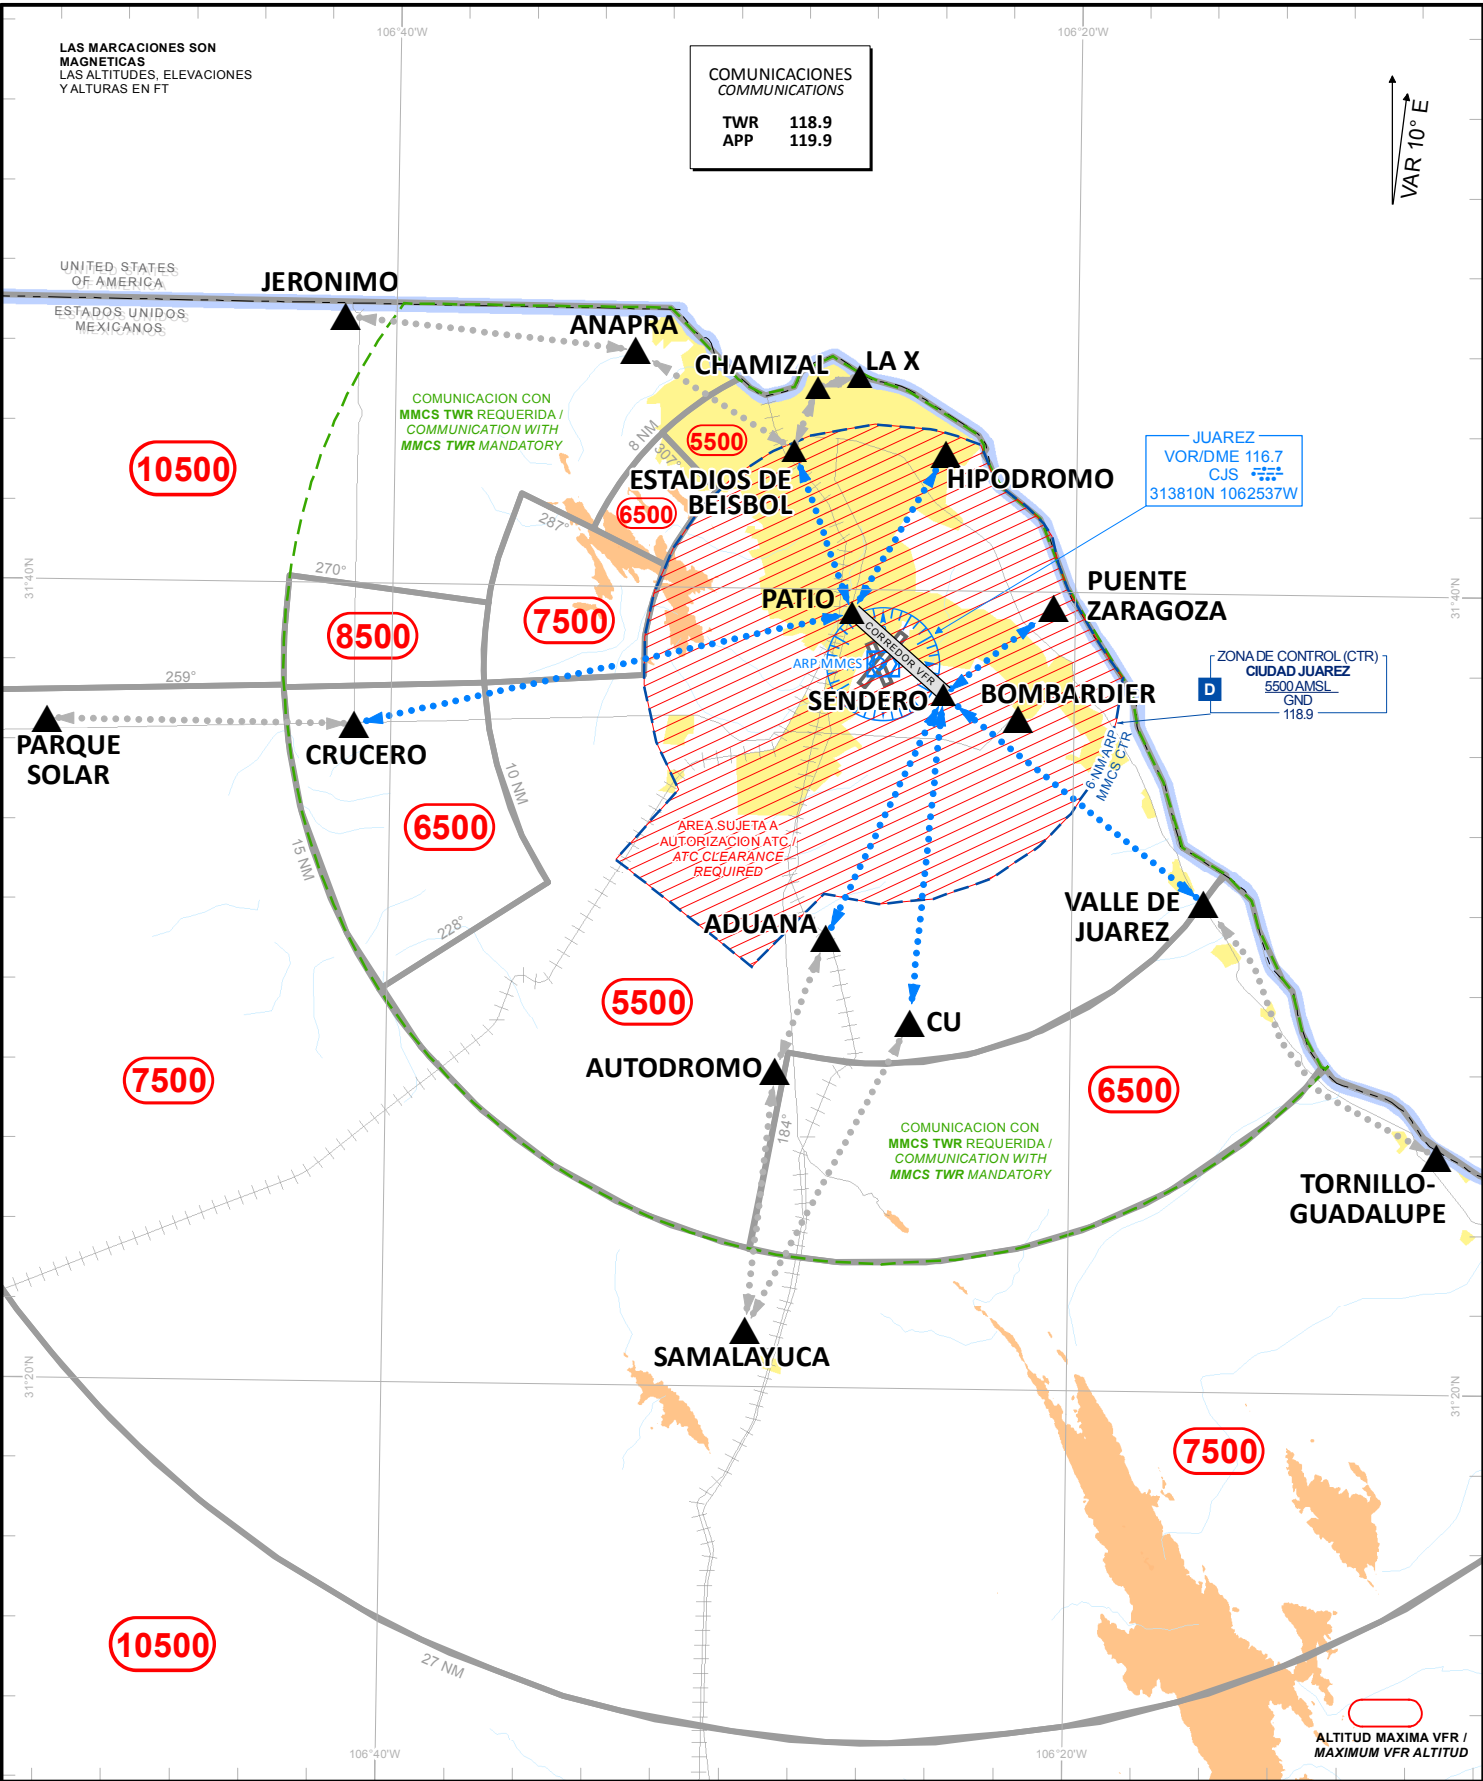 106°40'W
106°20'W
LAS MARCACIONES SON
MAGNETICAS
LAS ALTITUDES, ELEVACIONES
Y ALTURAS EN FT
COMUNICACIONES
COMMUNICATIONS
TWR 118.9
APP 119.9
VAR 10° E
UNITED STATES
OF AMERICA
ESTADOS UNIDOS
MEXICANOS
JERONIMO
ANAPRA
CHAMIZAL
LA X
COMUNICACION CON
MMCS TWR REQUERIDA /
COMMUNICATION WITH
MMCS TWR MANDATORY
10500
8 NM
307°
5500
ESTADIOS DE
BEISBOL
HIPODROMO
JUAREZ
VOR/DME 116.7
CJS
313810N 1062537W
6500
287°
270°
31°40'N
31°40'N
8500
7500
PATIO
PUENTE
ZARAGOZA
CORREDOR VFR
ARP MMCS
259°
SENDERO
BOMBARDIER
ZONA DE CONTROL (CTR)
CIUDAD JUAREZ
D
5500 AMSL
GND
118.9
PARQUE
SOLAR
CRUCERO
10 NM
6 NM ARP
MMCS CTR
6500
15 NM
AREA SUJETA A
AUTORIZACION ATC /
ATC CLEARANCE
REQUIRED
228°
ADUANA
VALLE DE
JUAREZ
5500
CU
AUTODROMO
7500
6500
184°
COMUNICACION CON
MMCS TWR REQUERIDA /
COMMUNICATION WITH
MMCS TWR MANDATORY
TORNILLO-
GUADALUPE
SAMALAYUCA
31°20'N
31°20'N
7500
10500
27 NM
ALTITUD MAXIMA VFR /
MAXIMUM VFR ALTITUD
106°40'W
106°20'W